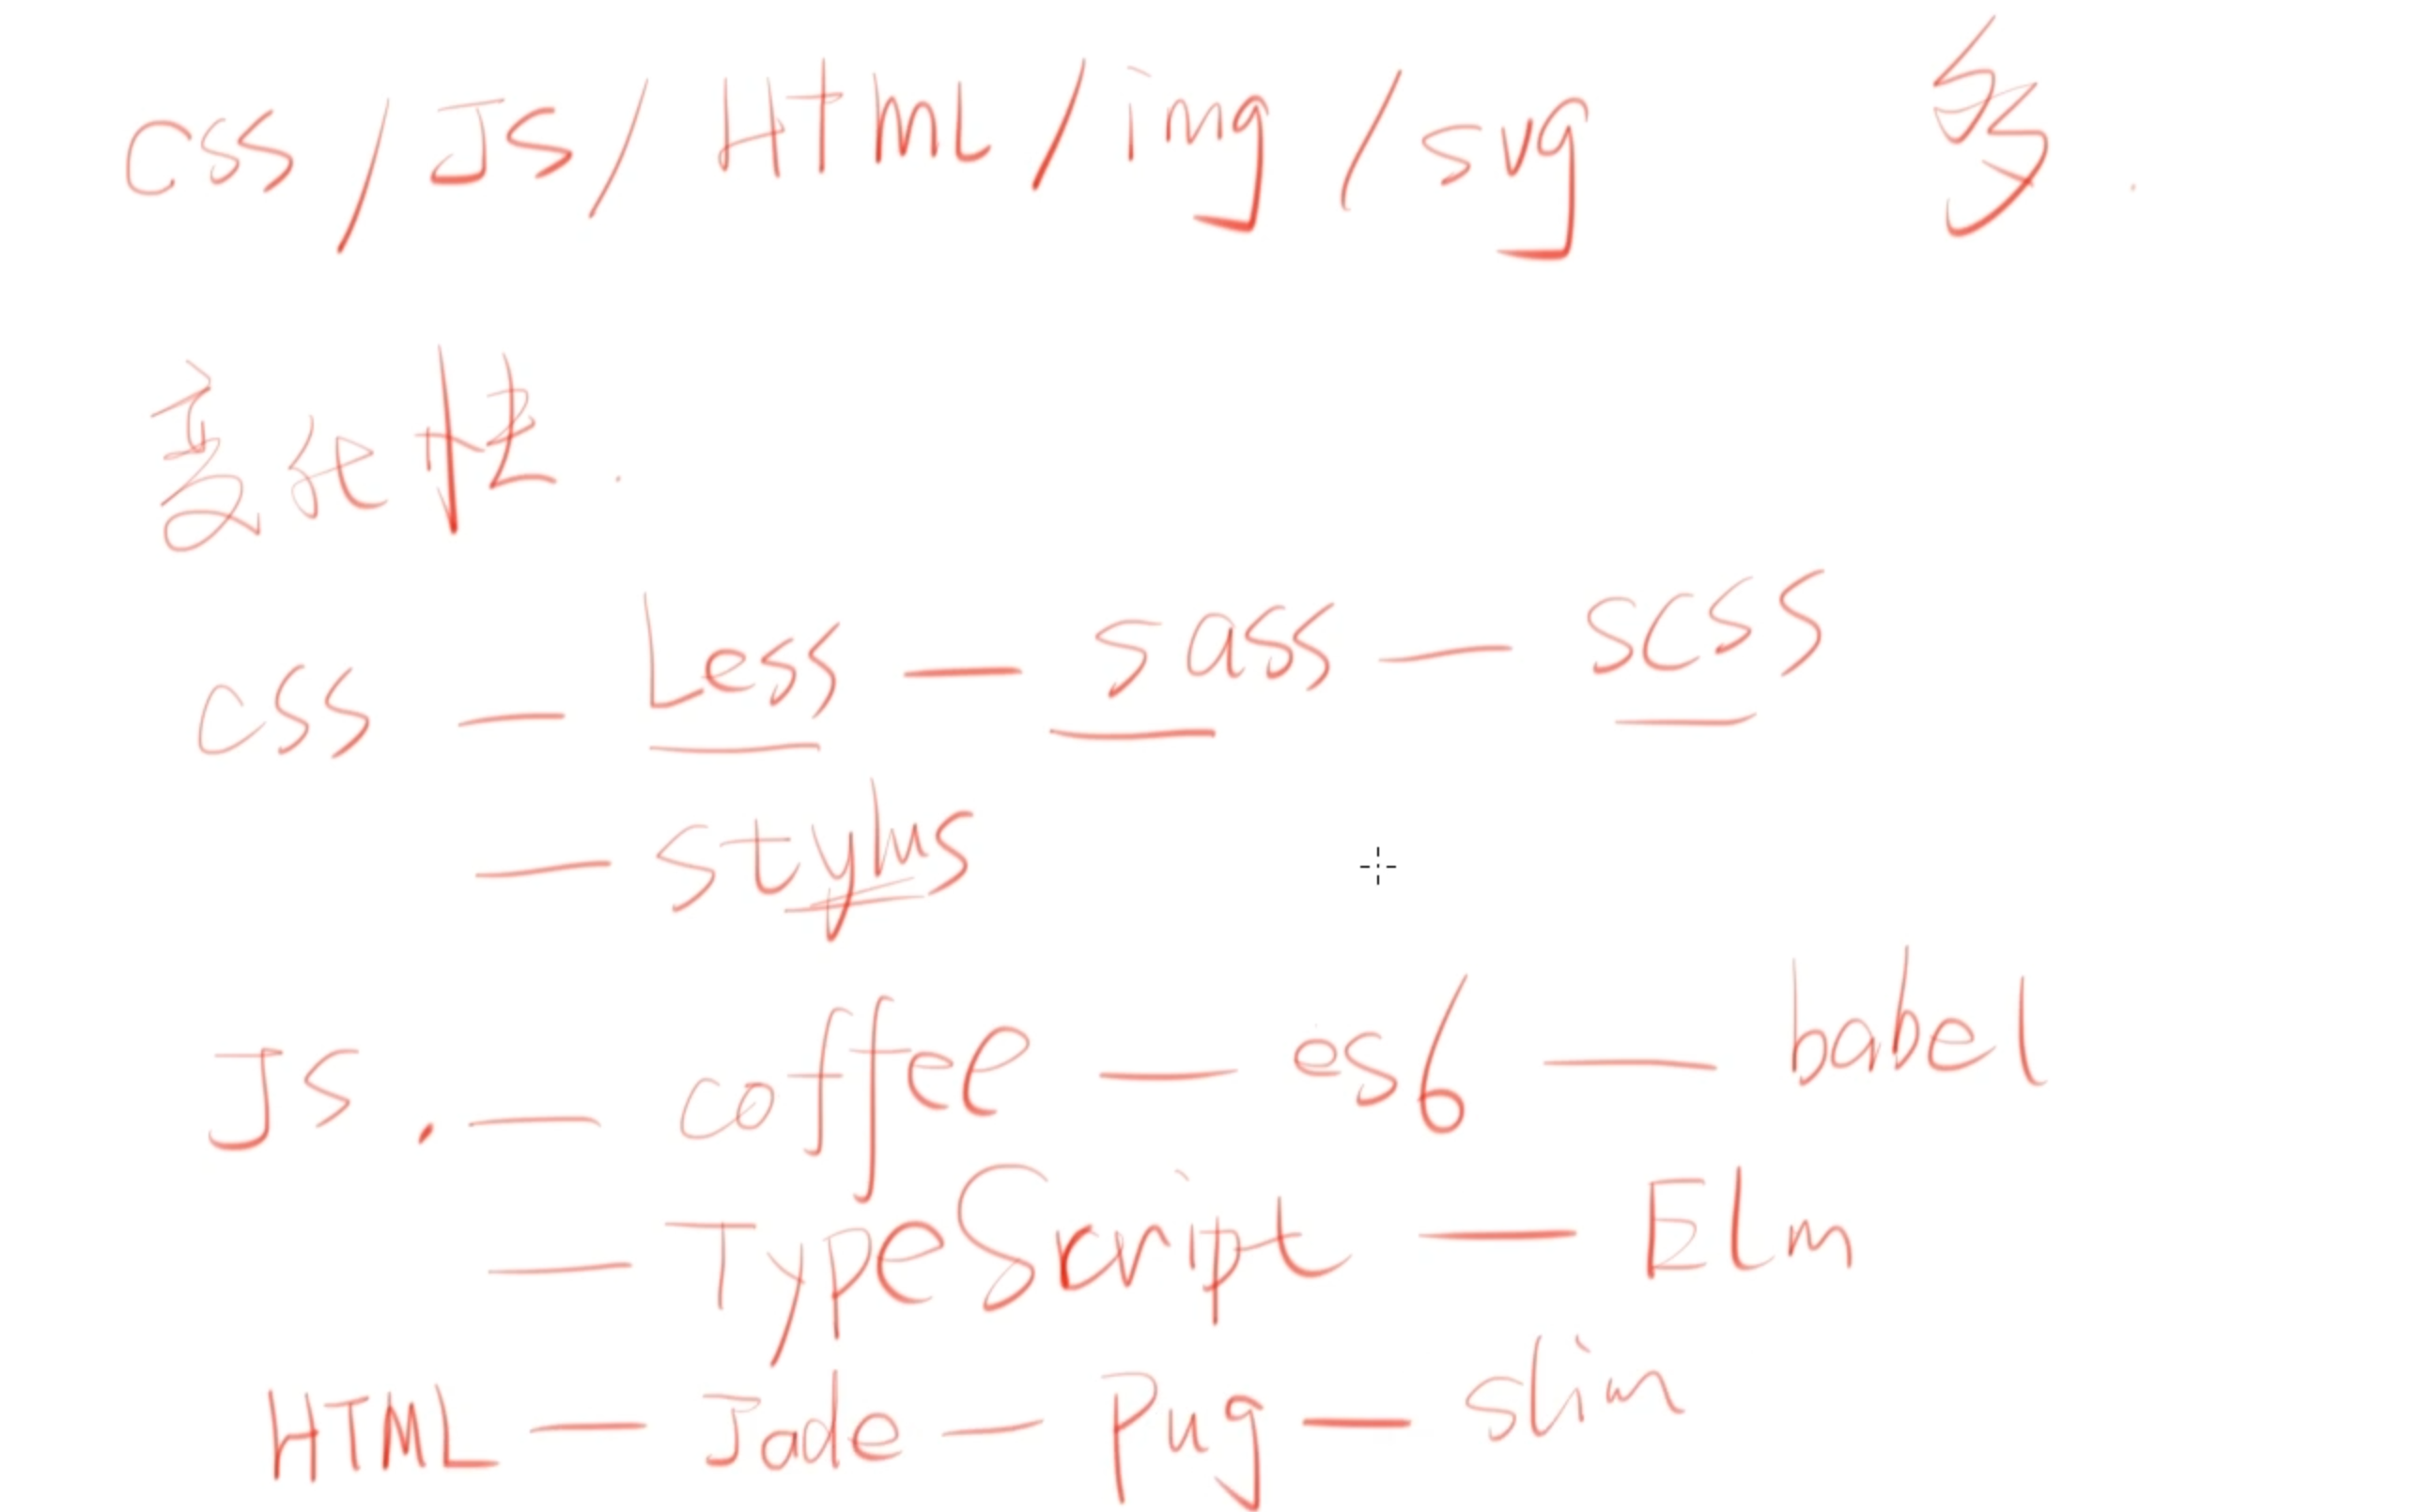 css / Js / Html / img / svg 多.
变化性.
css — Less — sass — scss
— stylus
JS. — coffee — es6 — babel
— TypeScript — Elm
HTML — Jade — Pug — slim